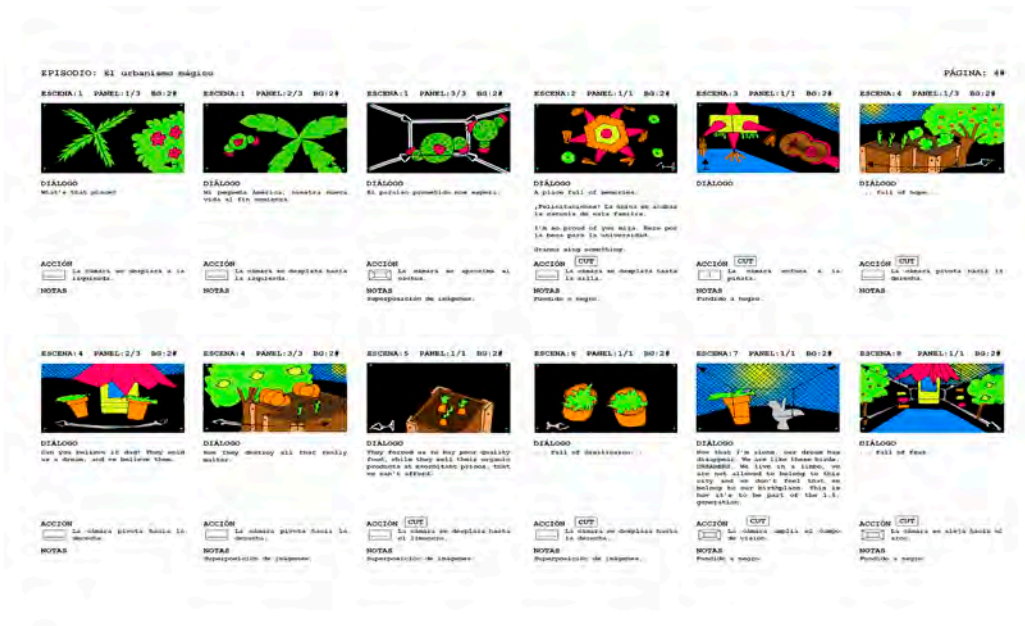 EPISODIO: El urbanismo mágico
PÁGINA: 4#
ESCENA:1 PANEL:1/3 BG:2#
DIÁLOGO
What's that place?
ACCIÓN
La cámara se desplaza a la
izquierda.
NOTAS
ESCENA:1 PANEL:2/3 BG:2#
DIÁLOGO
Mi pequeña América, nuestra nueva
vida al fin comienza.
ACCIÓN
La cámara se desplaza hacia
la izquierda.
NOTAS
ESCENA:1 PANEL:3/3 BG:2#
DIÁLOGO
El paraíso prometido nos espera.
ACCIÓN
La cámara se aproxima al
NOTAS
Superposición de imágenes.
ESCENA:2 PANEL:1/1 BG:2#
DIÁLOGO
A place full of memories.
¡Felicitaciones! La
la escuela de esta familia.
I'm so proud of you mija. Vaya por
la beca para la universidad.
Granma sing something.
ACCIÓN CUT
La cámara se desplaza hasta
la silla.
NOTAS
Fundido a negro.
ESCENA:3 PANEL:1/1 BG:2#
DIÁLOGO
ACCIÓN CUT
La cámara enfoca a la
piñata.
NOTAS
Fundido a negro.
ESCENA:4 PANEL:1/3 BG:2#
DIÁLOGO
... full of hope...
ACCIÓN CUT
La cámara pivota hacia la
derecha.
NOTAS
ESCENA:4 PANEL:2/3 BG:2#
DIÁLOGO
Can you believe it dad? They sold
us a dream, and we believe them.
ACCIÓN
La cámara pivota hacia la
derecha.
NOTAS
ESCENA:4 PANEL:3/3 BG:2#
DIÁLOGO
Now they destroy all that really
matter.
ACCIÓN
La cámara pivota hacia la
derecha.
NOTAS
Superposición de imágenes.
ESCENA:5 PANEL:1/1 BG:2#
DIÁLOGO
They forced us to buy poor quality
food, while they sell their organic
products at exorbitant prices, that
we can't afford.
ACCIÓN CUT
La cámara se desplaza hasta
el limonero.
NOTAS
Superposición de imágenes.
ESCENA:6 PANEL:1/1 BG:2#
DIÁLOGO
... full of frustration...
ACCIÓN CUT
La cámara se desplaza hacia
la derecha.
NOTAS
Superposición de imágenes.
ESCENA:7 PANEL:1/1 BG:2#
DIÁLOGO
Now that I'm alone, our dream has
disappear. We are like these birds.
DREAMERS. We live in a limbo, we
are not allowed to belong to this
city and we don't feel that we
belong to our birthplace. This is
how it's to be part of the 1.5.
generation.
ACCIÓN CUT
La cámara amplía el campo
de visión.
NOTAS
Fundido a negro.
ESCENA:8 PANEL:1/1 BG:2#
DIÁLOGO
... full of fear.
ACCIÓN CUT
La cámara se aleja hacia el
NOTAS
Fundido a negro.